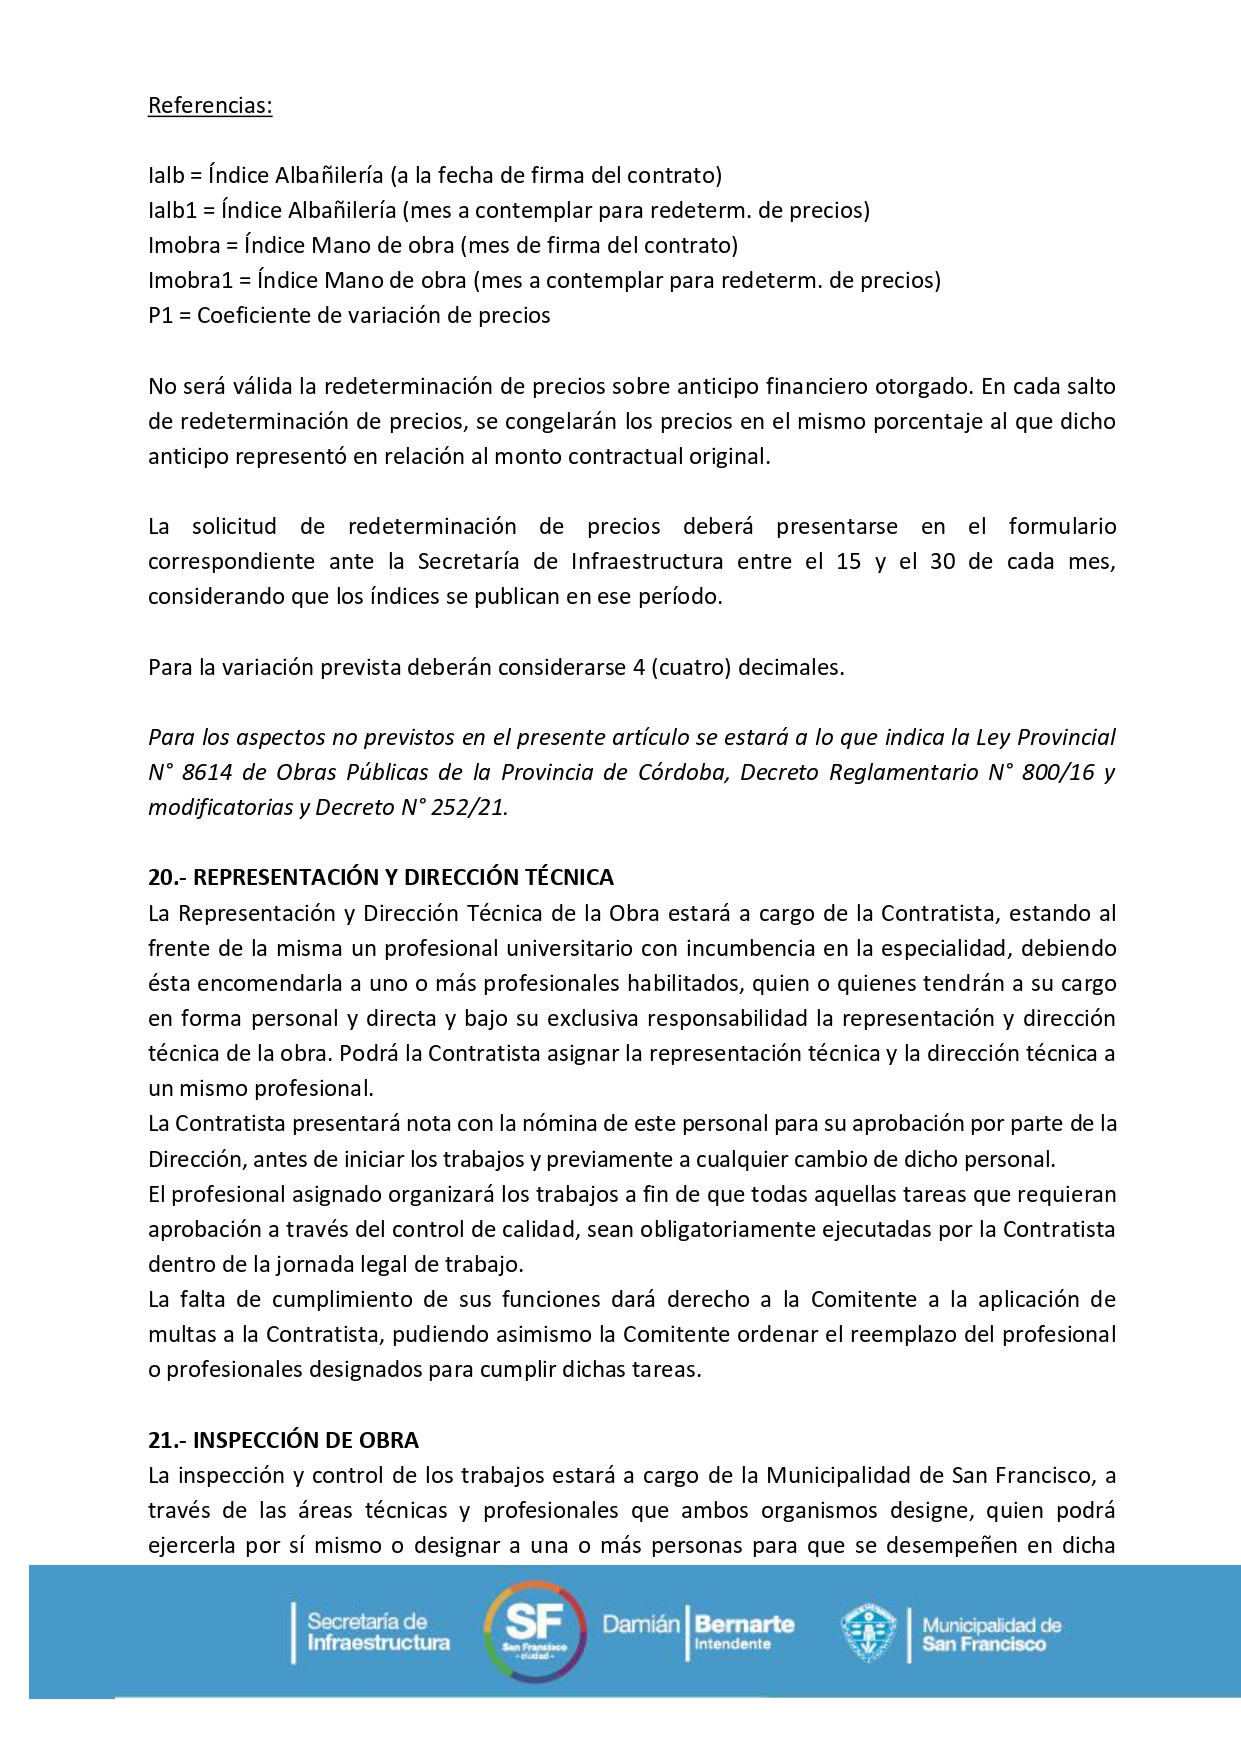 Referencias:
Ialb = Índice Albañilería (a la fecha de firma del contrato)
Ialb1 = Índice Albañilería (mes a contemplar para redeterm. de precios)
Imobra = Índice Mano de obra (mes de firma del contrato)
Imobra1 = Índice Mano de obra (mes a contemplar para redeterm. de precios)
P1 = Coeficiente de variación de precios
No será válida la redeterminación de precios sobre anticipo financiero otorgado. En cada salto
de redeterminación de precios, se congelarán los precios en el mismo porcentaje al que dicho
anticipo representó en relación al monto contractual original.
La solicitud de redeterminación de precios deberá presentarse en el formulario
correspondiente ante la Secretaría de Infraestructura entre el 15 y el 30 de cada mes,
considerando que los índices se publican en ese período.
Para la variación prevista deberán considerarse 4 (cuatro) decimales.
Para los aspectos no previstos en el presente artículo se estará a lo que indica la Ley Provincial
N° 8614 de Obras Públicas de la Provincia de Córdoba, Decreto Reglamentario N° 800/16 y
modificatorias y Decreto N° 252/21.
20.- REPRESENTACIÓN Y DIRECCIÓN TÉCNICA
La Representación y Dirección Técnica de la Obra estará a cargo de la Contratista, estando al
frente de la misma un profesional universitario con incumbencia en la especialidad, debiendo
ésta encomendarla a uno o más profesionales habilitados, quien o quienes tendrán a su cargo
en forma personal y directa y bajo su exclusiva responsabilidad la representación y dirección
técnica de la obra. Podrá la Contratista asignar la representación técnica y la dirección técnica a
un mismo profesional.
La Contratista presentará nota con la nómina de este personal para su aprobación por parte de la
Dirección, antes de iniciar los trabajos y previamente a cualquier cambio de dicho personal.
El profesional asignado organizará los trabajos a fin de que todas aquellas tareas que requieran
aprobación a través del control de calidad, sean obligatoriamente ejecutadas por la Contratista
dentro de la jornada legal de trabajo.
La falta de cumplimiento de sus funciones dará derecho a la Comitente a la aplicación de
multas a la Contratista, pudiendo asimismo la Comitente ordenar el reemplazo del profesional
o profesionales designados para cumplir dichas tareas.
21.- INSPECCIÓN DE OBRA
La inspección y control de los trabajos estará a cargo de la Municipalidad de San Francisco, a
través de las áreas técnicas y profesionales que ambos organismos designe, quien podrá
ejercerla por sí mismo o designar a una o más personas para que se desempeñen en dicha
Secretaría de
Infraestructura
SF
San Francisco
- ciudad -
Damián Bernarte
Intendente
Municipalidad de
San Francisco